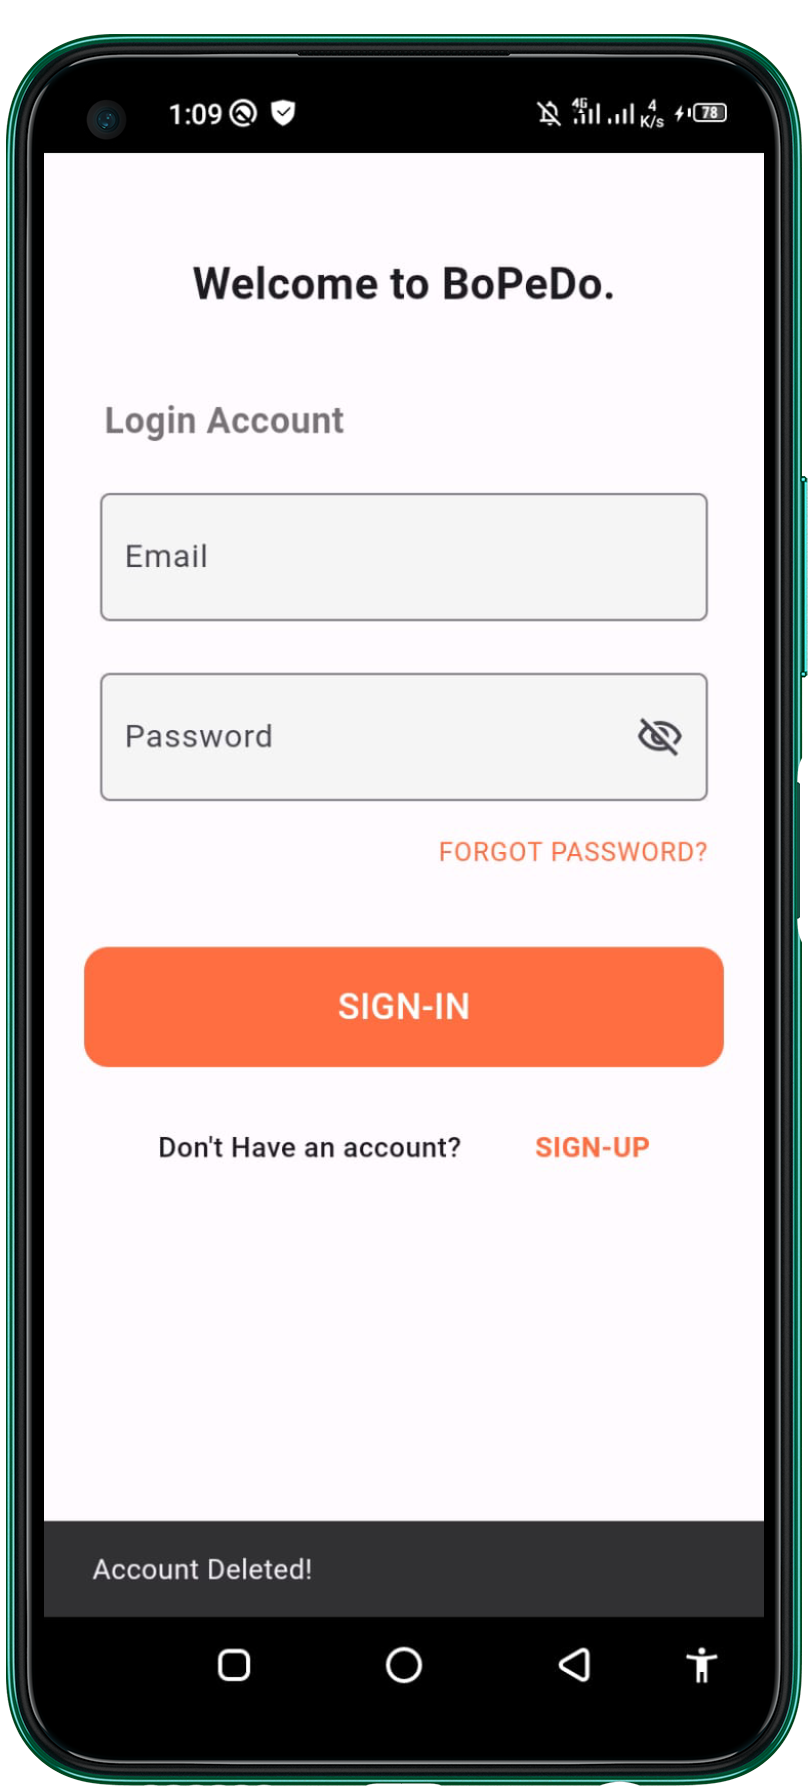 1:09
4G 4 K/s 78
Welcome to BoPeDo.
Login Account
Email
Password
FORGOT PASSWORD?
SIGN-IN
Don't Have an account? SIGN-UP
Account Deleted!